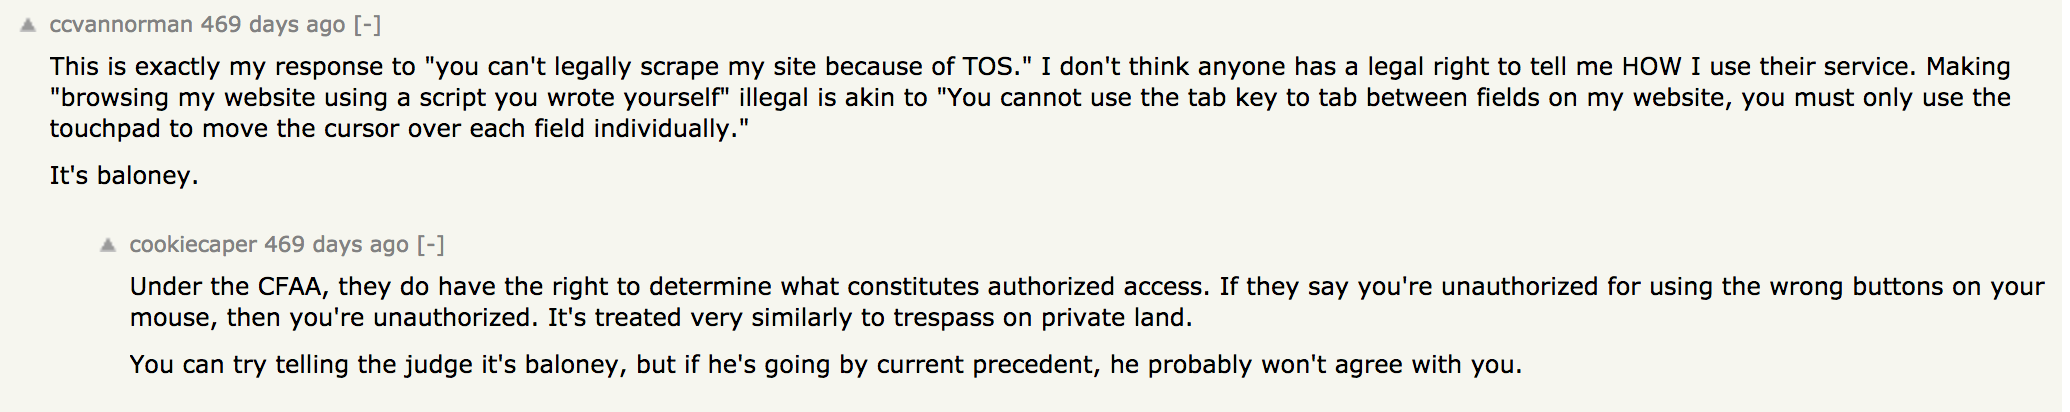 ▲ ccvannorman 469 days ago [-]
This is exactly my response to "you can't legally scrape my site because of TOS." I don't think anyone has a legal right to tell me HOW I use their service. Making
"browsing my website using a script you wrote yourself" illegal is akin to "You cannot use the tab key to tab between fields on my website, you must only use the
touchpad to move the cursor over each field individually."
It's baloney.
▲ cookiecaper 469 days ago [-]
Under the CFAA, they do have the right to determine what constitutes authorized access. If they say you're unauthorized for using the wrong buttons on your
mouse, then you're unauthorized. It's treated very similarly to trespass on private land.
You can try telling the judge it's baloney, but if he's going by current precedent, he probably won't agree with you.